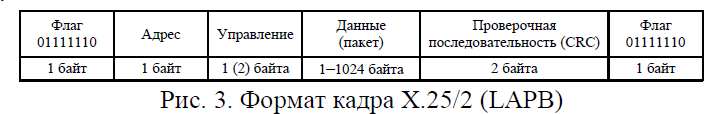 Флаг
01111110
Адрес
Управление
Данные
(пакет)
Проверочная
последовательность (CRC)
Флаг
01111110
1 байт
1 байт
1 (2) байта
1–1024 байта
2 байта
1 байт
Рис. 3. Формат кадра X.25/2 (LAPB)